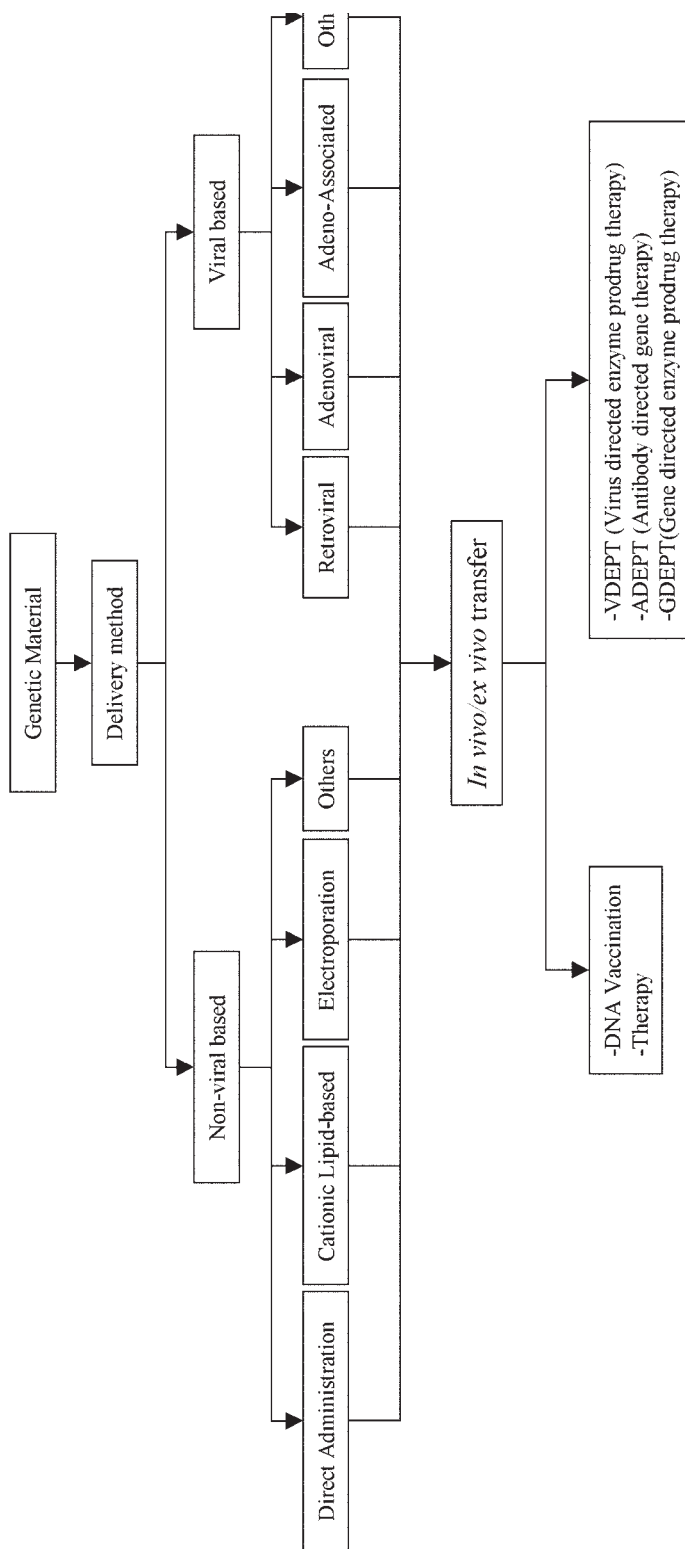 Genetic Material
Delivery method
Non-viral based
Viral based
Direct Administration
Cationic Lipid-based
Electroporation
Others
Retroviral
Adenoviral
Adeno-Associated
Oth
In vivo/ex vivo transfer
-DNA Vaccination
-Therapy
-VDEPT (Virus directed enzyme prodrug therapy)
-ADEPT (Antibody directed gene therapy)
-GDEPT(Gene directed enzyme prodrug therapy)